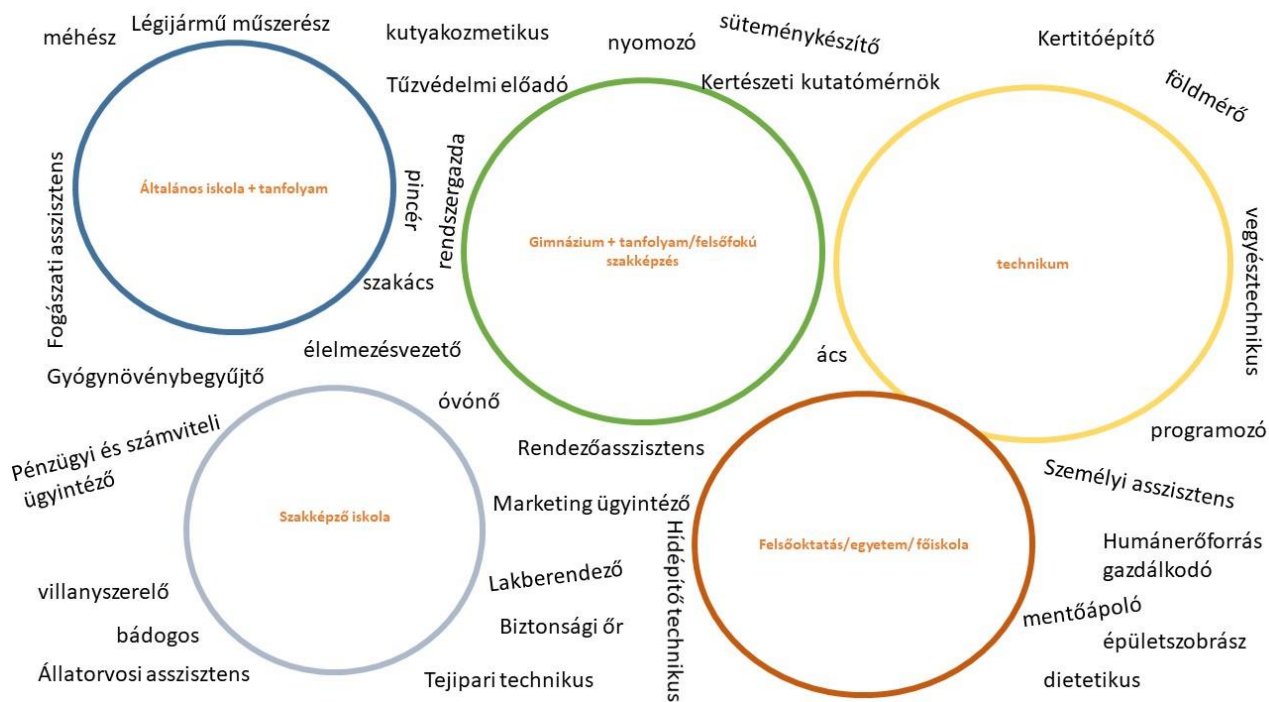 méhész
Légijármű műszerész
kutyakozmetikus
nyomozó
süteménykészítő
Kertitóépítő
Tűzvédelmi előadó
Kertészeti kutatómérnök
földmérő
Fogászati asszisztens
Általános iskola + tanfolyam
pincér
rendszergazda
Gimnázium + tanfolyam/felsőfokú
szakképzés
technikum
vegyésztechnikus
szakács
élelmezésvezető
ács
Gyógynövénybegyűjtő
óvónő
Pénzügyi és számviteli
ügyintéző
Rendezőasszisztens
programozó
Személyi asszisztens
Marketing ügyintéző
Szakképző iskola
Hídépítő technikus
Felsőoktatás/egyetem/ főiskola
Humánerőforrás
gazdálkodó
villanyszerelő
Lakberendező
mentőápoló
bádogos
Biztonsági őr
épületszobrász
Állatorvosi asszisztens
Tejipari technikus
dietetikus